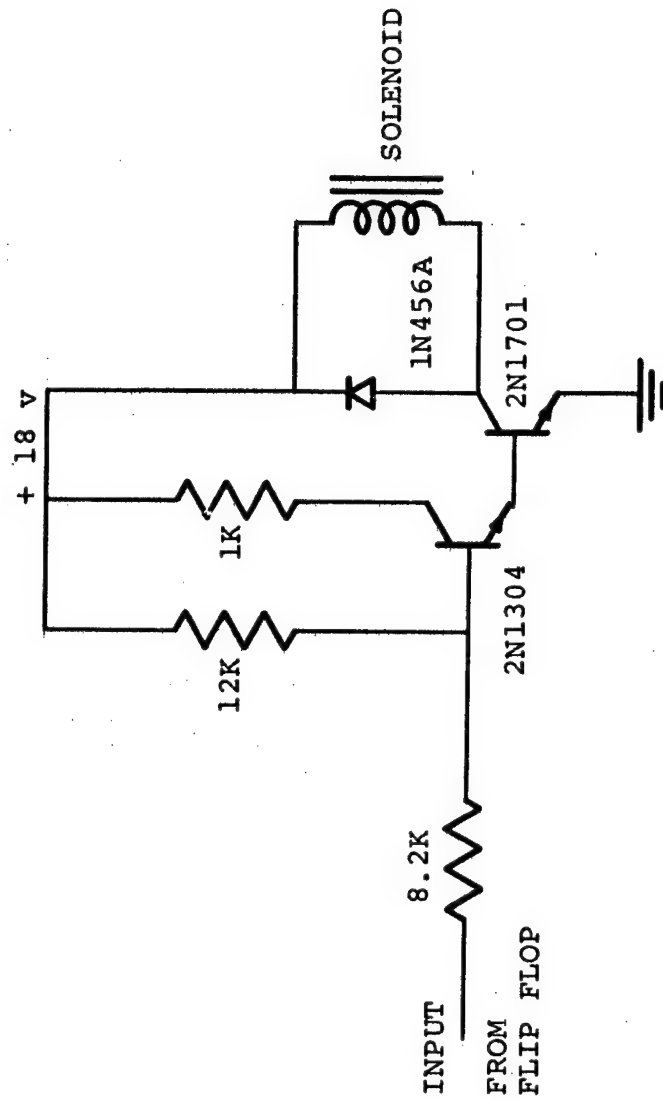 + 18 v
12K
1K
SOLENOID
1N456A
2N1304
2N1701
8.2K
INPUT
FROM
FLIP FLOP